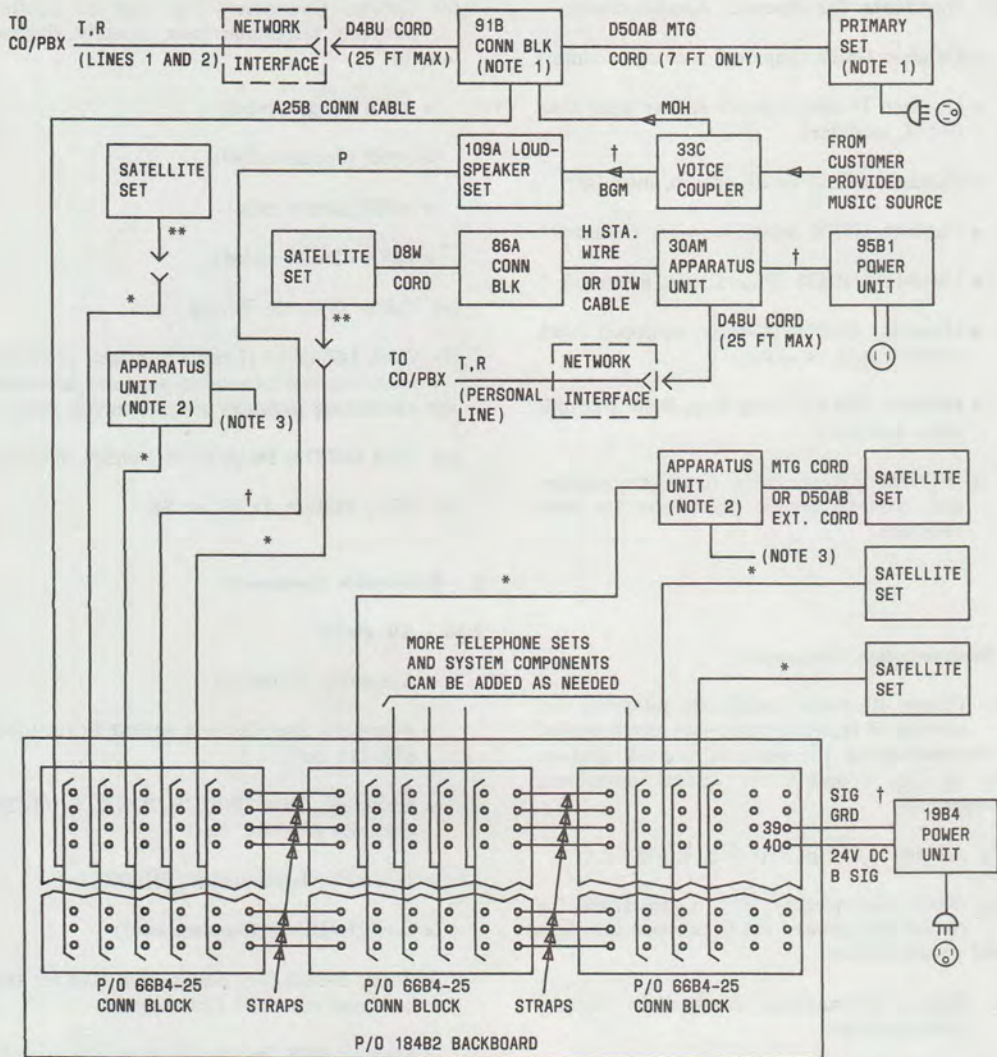 TO
CO/PBX
T,R
(LINES 1 AND 2)
NETWORK
INTERFACE
D4BU CORD
(25 FT MAX)
91B
CONN BLK
(NOTE 1)
D50AB MTG
CORD (7 FT ONLY)
PRIMARY
SET
(NOTE 1)
A25B CONN CABLE
MOH
SATELLITE
SET
P
109A LOUD-
SPEAKER
SET
†
BGM
33C
VOICE
COUPLER
FROM
CUSTOMER
PROVIDED
MUSIC SOURCE
**
*
SATELLITE
SET
D8W
CORD
86A
CONN
BLK
I STA.
WIRE
OR DIW
CABLE
30AM
APPARATUS
UNIT
†
95B1
POWER
UNIT
**
D4BU CORD
(25 FT MAX)
APPARATUS
UNIT
(NOTE 2)
(NOTE 3)
*
TO
CO/PBX
T,R
(PERSONAL
LINE)
NETWORK
INTERFACE
†
*
*
APPARATUS
UNIT
(NOTE 2)
MTG CORD
OR D50AB
EXT. CORD
SATELLITE
SET
(NOTE 3)
*
SATELLITE
SET
*
SATELLITE
SET
MORE TELEPHONE SETS
AND SYSTEM COMPONENTS
CAN BE ADDED AS NEEDED
39
40
SIG
GRD
†
24V DC
B SIG
19B4
POWER
UNIT
P/O 66B4-25
CONN BLOCK
STRAPS
P/O 66B4-25
CONN BLOCK
STRAPS
P/O 66B4-25
CONN BLOCK
P/O 184B2 BACKBOARD